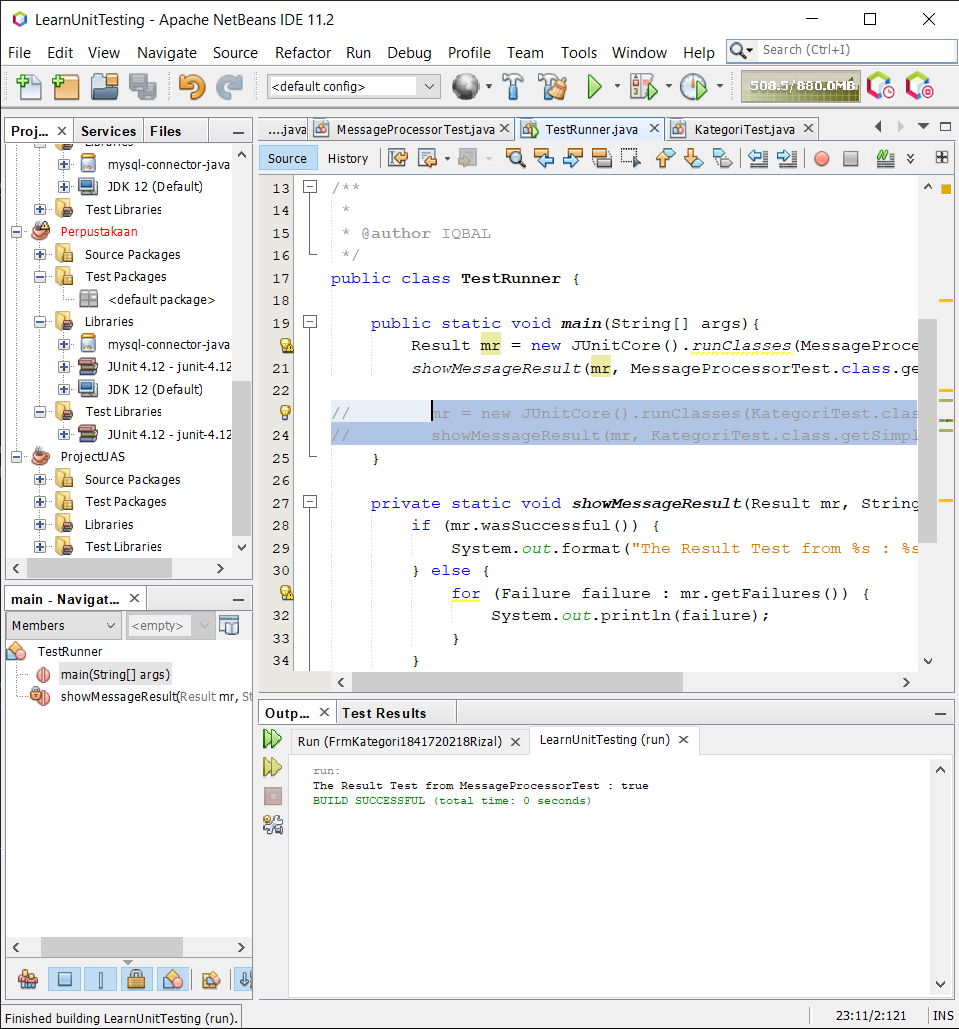 LearnUnitTesting - Apache NetBeans IDE 11.2
File Edit View Navigate Source Refactor Run Debug Profile Team Tools Window Help
Search (Ctrl+I)
<default config>
508.5/880.0MB
Proj... Services Files
Libraries
mysql-connector-java
JDK 12 (Default)
Test Libraries
Perpustakaan
Source Packages
Test Packages
<default package>
Libraries
mysql-connector-java
JUnit 4.12 - junit-4.12
JDK 12 (Default)
Test Libraries
JUnit 4.12 - junit-4.12
ProjectUAS
Source Packages
Test Packages
Libraries
Test Libraries
main - Navigat...
Members
<empty>
TestRunner
main(String[] args)
showMessageResult(Result mr, St
....java MessageProcessorTest.java TestRunner.java KategoriTest.java
Source History
13 /**
14 *
15 * @author IQBAL
16 */
17 public class TestRunner {
18
19 public static void main(String[] args){
Result mr = new JUnitCore().runClasses(MessageProce
21 showMessageResult(mr, MessageProcessorTest.class.ge
22
// mr = new JUnitCore().runClasses(KategoriTest.clas
24 // showMessageResult(mr, KategoriTest.class.getSimpl
25 }
26
27 private static void showMessageResult(Result mr, String
28 if (mr.wasSuccessful()) {
29 System.out.format("The Result Test from %s : %s
30 } else {
for (Failure failure : mr.getFailures()) {
32 System.out.println(failure);
33 }
34 }
Outp... Test Results
Run (FrmKategori1841720218Rizal) LearnUnitTesting (run)
run:
The Result Test from MessageProcessorTest : true
BUILD SUCCESSFUL (total time: 0 seconds)
Finished building LearnUnitTesting (run).
23:11/2:121 INS